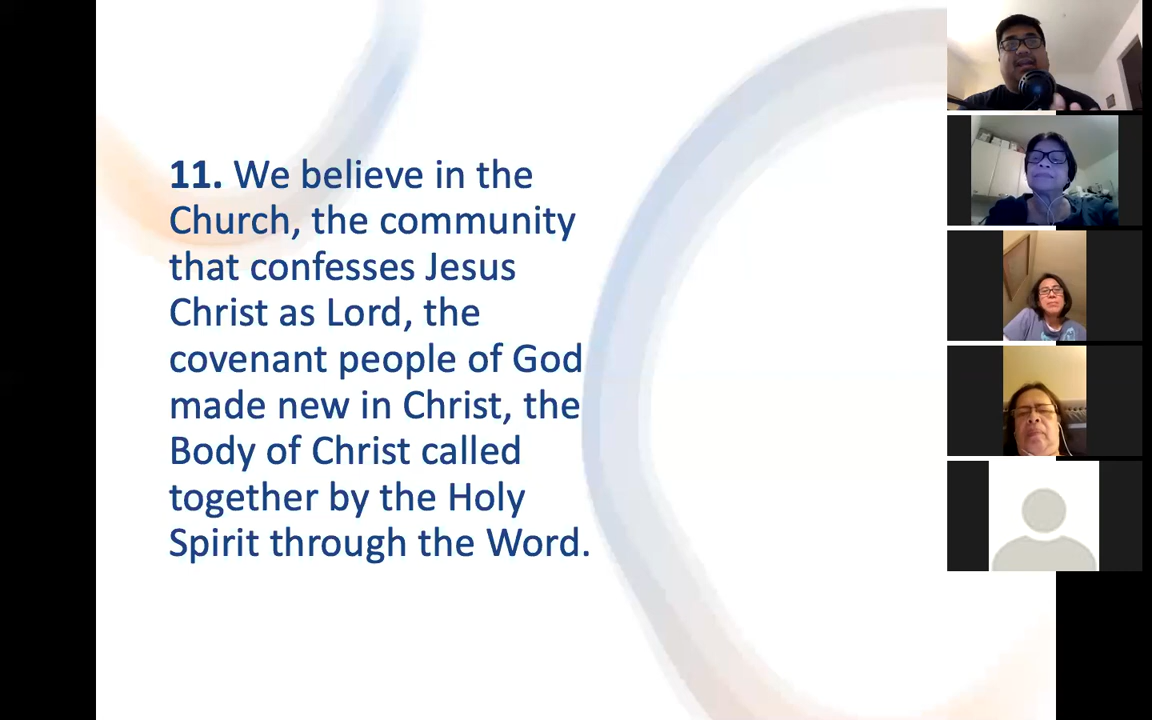 11. We believe in the
Church, the community
that confesses Jesus
Christ as Lord, the
covenant people of God
made new in Christ, the
Body of Christ called
together by the Holy
Spirit through the Word.